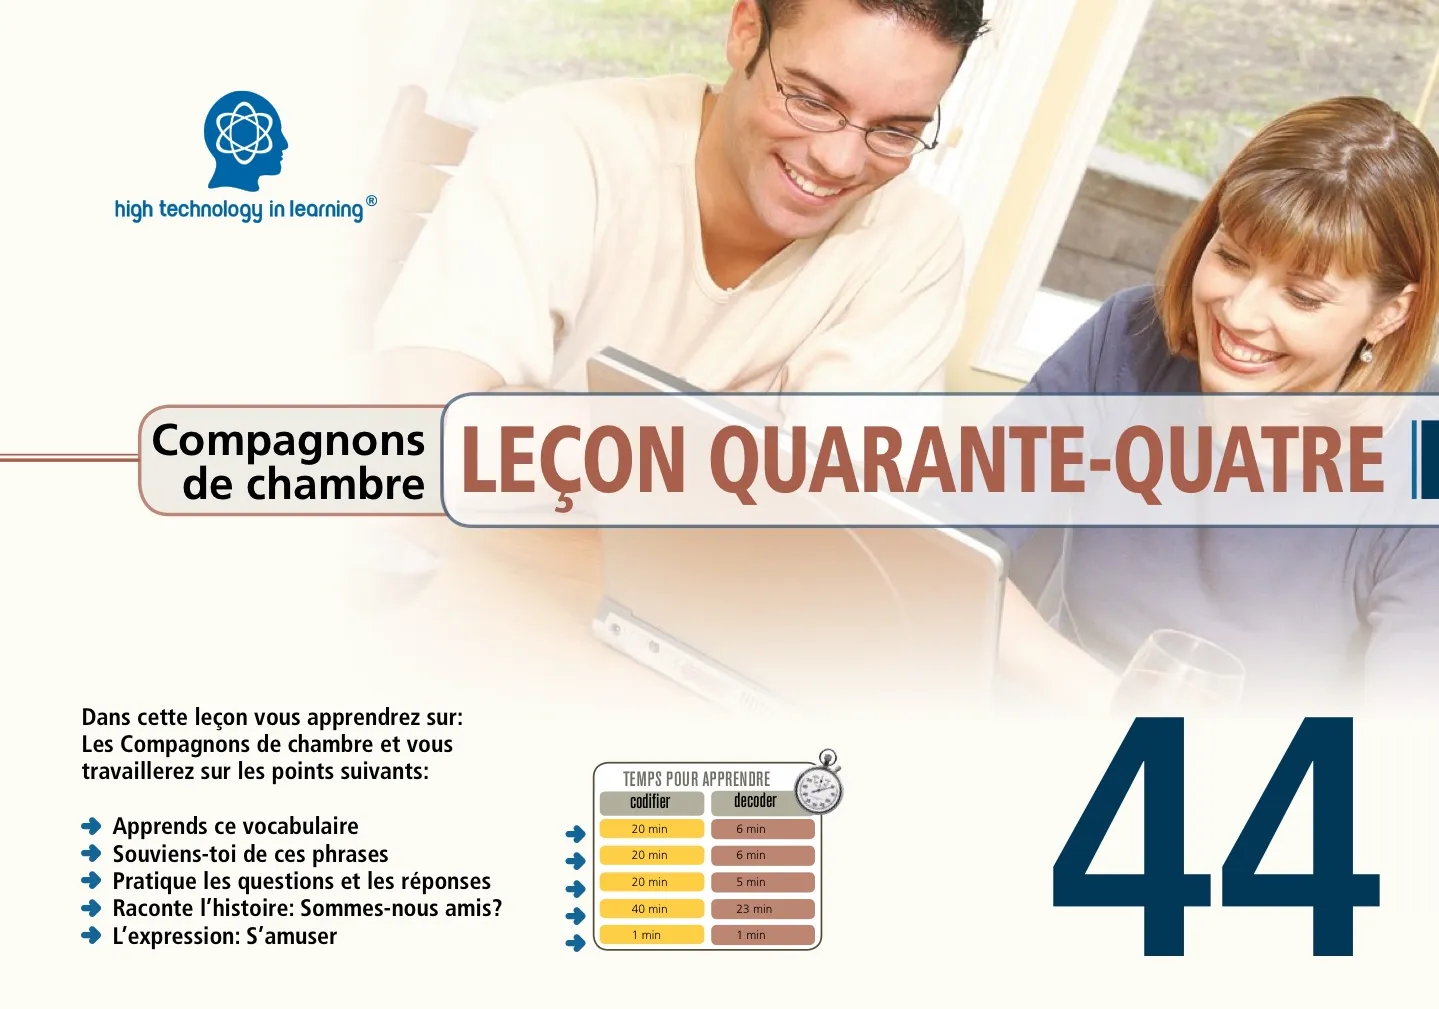 high technology in learning®
Compagnons
de chambre
LEÇON QUARANTE-QUATRE
Dans cette leçon vous apprendrez sur:
Les Compagnons de chambre et vous
travaillerez sur les points suivants:
Apprends ce vocabulaire
Souviens-toi de ces phrases
Pratique les questions et les réponses
Raconte l’histoire: Sommes-nous amis?
L’expression: S’amuser
TEMPS POUR APPRENDRE
codifier decoder
20 min 6 min
20 min 6 min
20 min 5 min
40 min 23 min
1 min 1 min
44